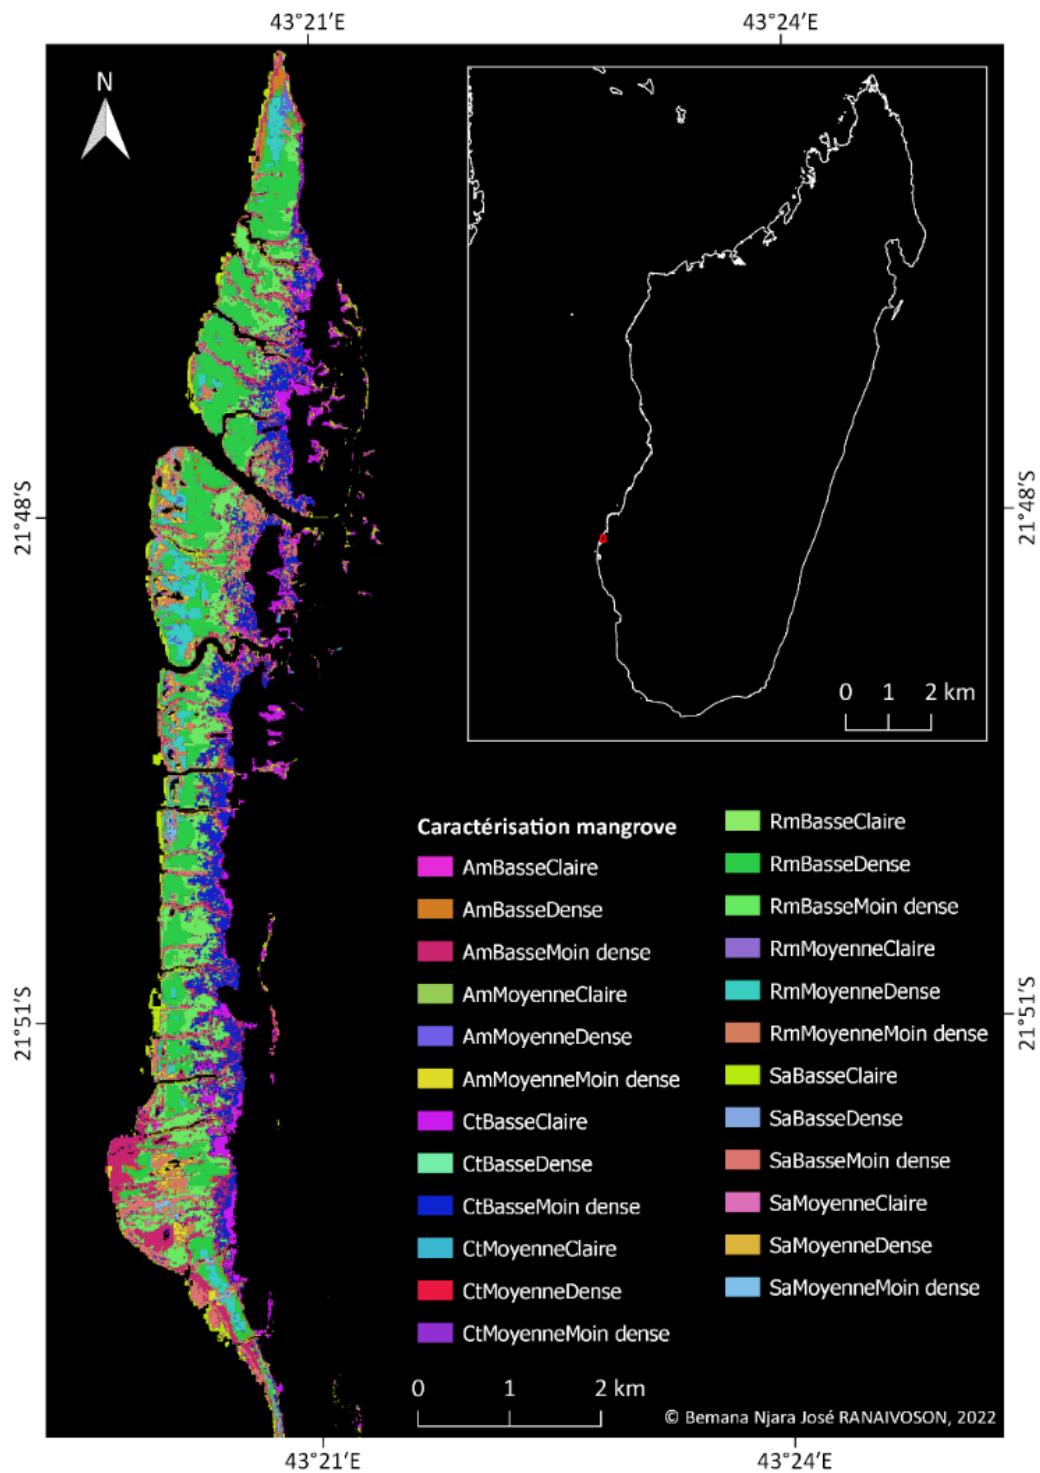 43°21'E
43°24'E
N
21°48'S
21°48'S
0 1 2 km
Caractérisation mangrove
AmBasseClaire
AmBasseDense
AmBasseMoin dense
AmMoyenneClaire
AmMoyenneDense
AmMoyenneMoin dense
CtBasseClaire
CtBasseDense
CtBasseMoin dense
CtMoyenneClaire
CtMoyenneDense
CtMoyenneMoin dense
RmBasseClaire
RmBasseDense
RmBasseMoin dense
RmMoyenneClaire
RmMoyenneDense
RmMoyenneMoin dense
SaBasseClaire
SaBasseDense
SaBasseMoin dense
SaMoyenneClaire
SaMoyenneDense
SaMoyenneMoin dense
21°51'S
21°51'S
0 1 2 km
© Bemana Njara José RANAIVOSON, 2022
43°21'E
43°24'E